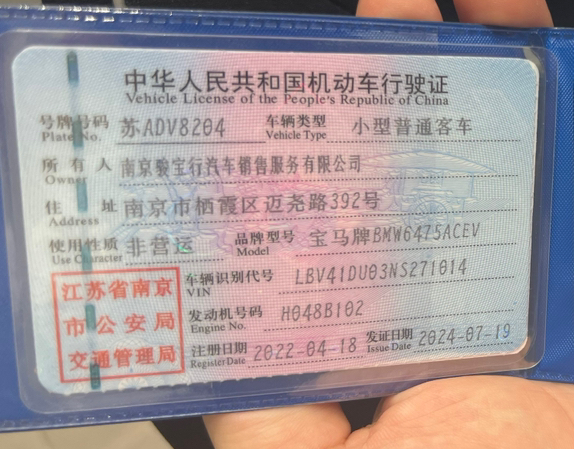 中华人民共和国机动车行驶证
Vehicle License of the People's Republic of China
号牌号码 苏ADV8204 车辆类型 小型普通客车
Plate No. Vehicle Type
所有人 南京骏宝行汽车销售服务有限公司
Owner
住址 南京市栖霞区迈尧路392号
Address
使用性质 非营运 品牌型号 宝马牌BMW6475ACEV
Use Character Model
江苏省南京
市公安局
交通管理局
车辆识别代号 LBV41DU03NS271014
VIN
发动机号码 H048B102
Engine No.
注册日期 2022-04-18 发证日期 2024-07-19
Register Date Issue Date